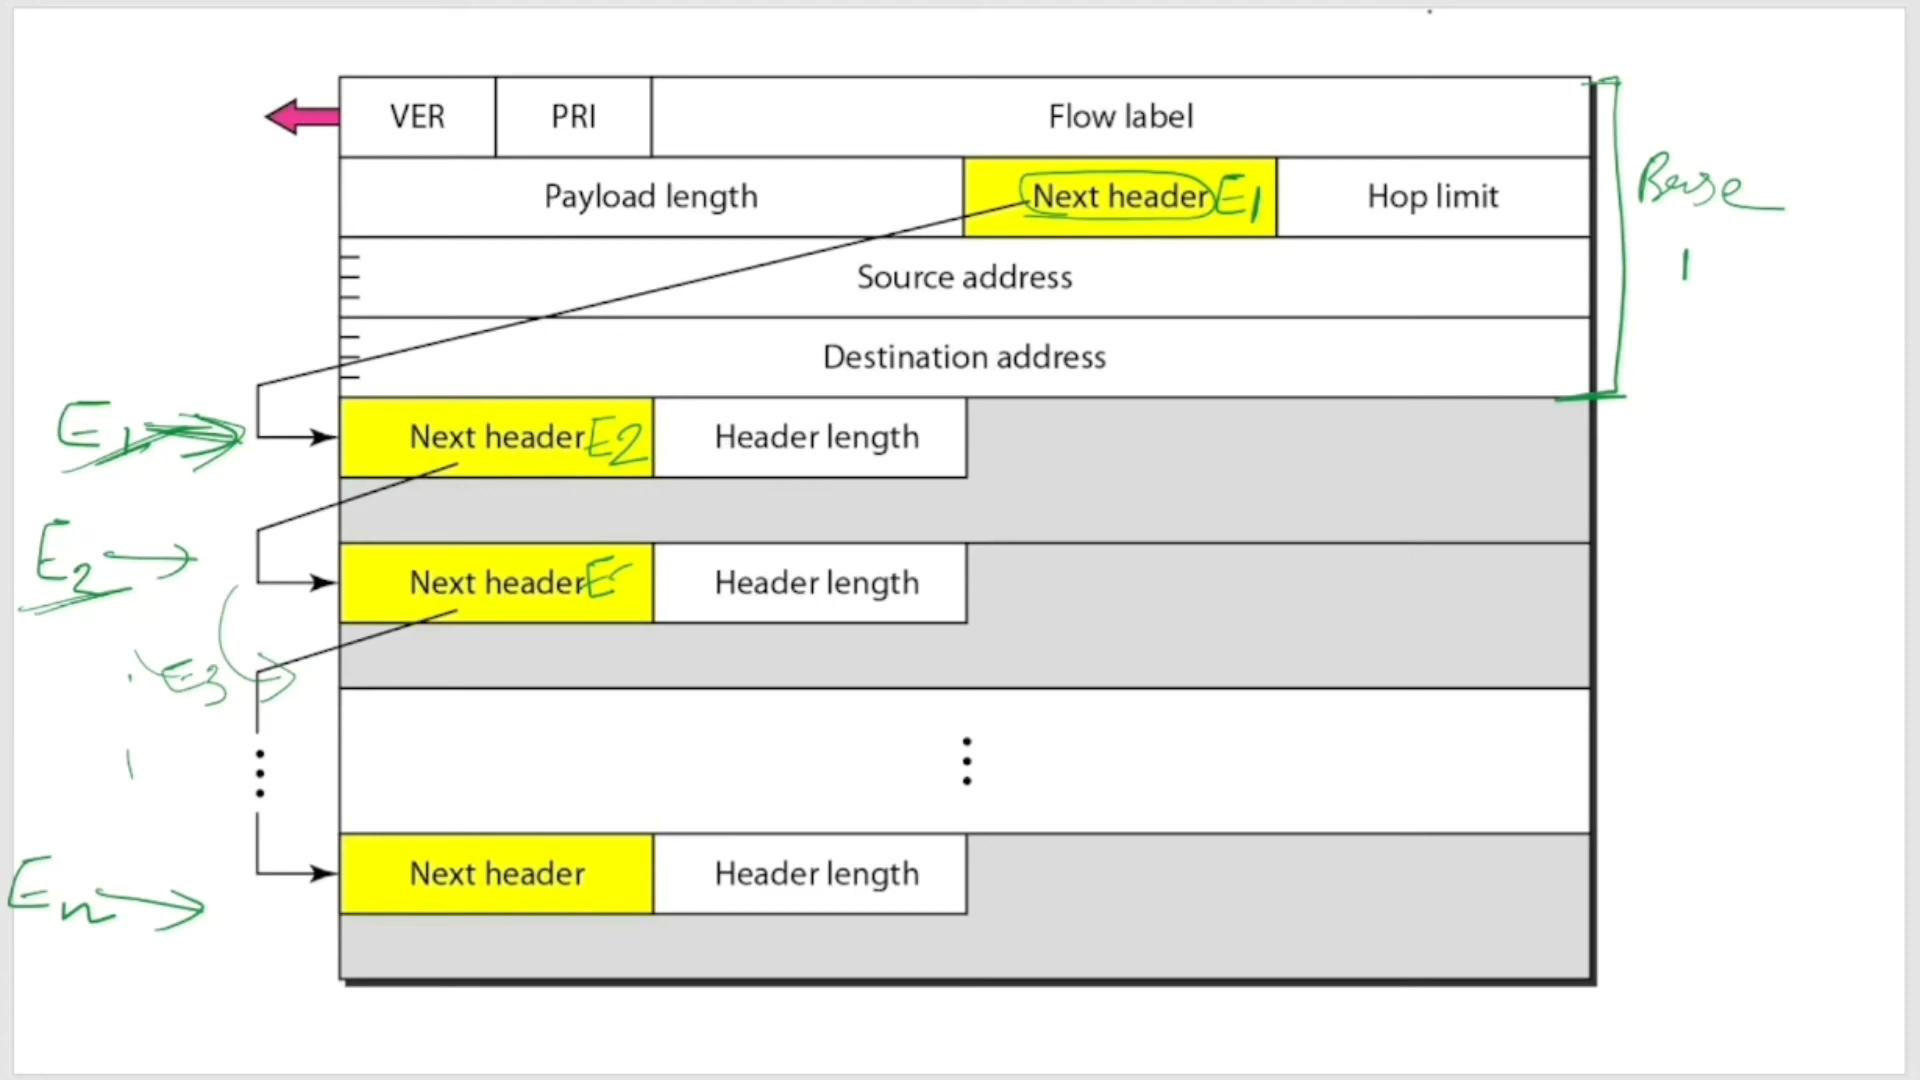 VER PRI Flow label
Payload length Next header E1 Hop limit
Base
Source address
1
Destination address
E1 Next header E2 Header length
E2 Next header E Header length
E3
En Next header Header length